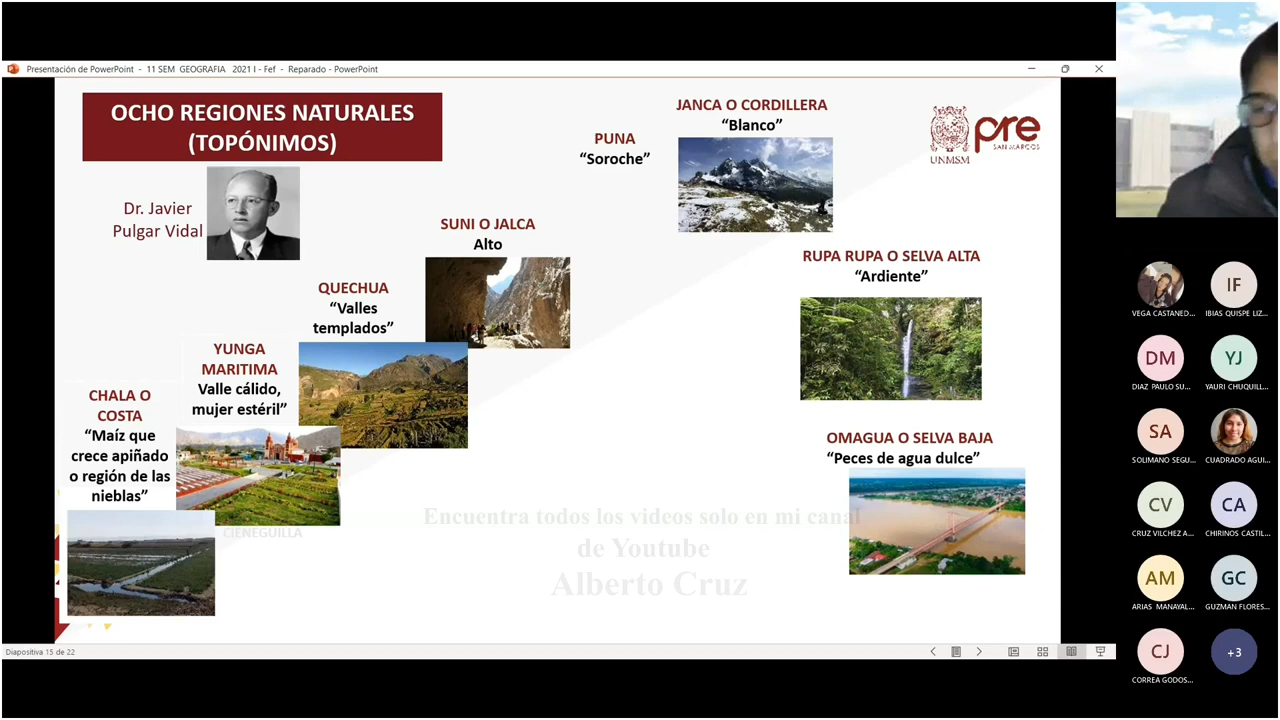 Presentación de PowerPoint - 11 SEM GEOGRAFIA 2021 I - Fef - Reparado - PowerPoint
OCHO REGIONES NATURALES
(TOPÓNIMOS)
Dr. Javier
Pulgar Vidal
JANCA O CORDILLERA
“Blanco”
PUNA
“Soroche”
UNMSM
pre
SAN MARCOS
SUNI O JALCA
Alto
RUPA RUPA O SELVA ALTA
“Ardiente”
QUECHUA
“Valles
templados”
YUNGA
MARITIMA
Valle cálido,
mujer estéril”
CHALA O
COSTA
“Maíz que
crece apiñado
o región de las
nieblas”
OMAGUA O SELVA BAJA
“Peces de agua dulce”
CIENEGUILLA
Encuentra todos los videos solo en mi canal
de Youtube
Alberto Cruz
Diapositiva 15 de 22
VEGA CASTANED...
IF
IBIAS QUISPE LIZ...
DM
DIAZ PAULO SU...
YJ
YAURI CHUQUILL...
SA
SOLIMANO SEGU...
CUADRADO AGUI...
CV
CRUZ VILCHEZ A...
CA
CHIRINOS CASTIL...
AM
ARIAS MANAYAL...
GC
GUZMAN FLORES...
CJ
CORREA GODOS...
+3